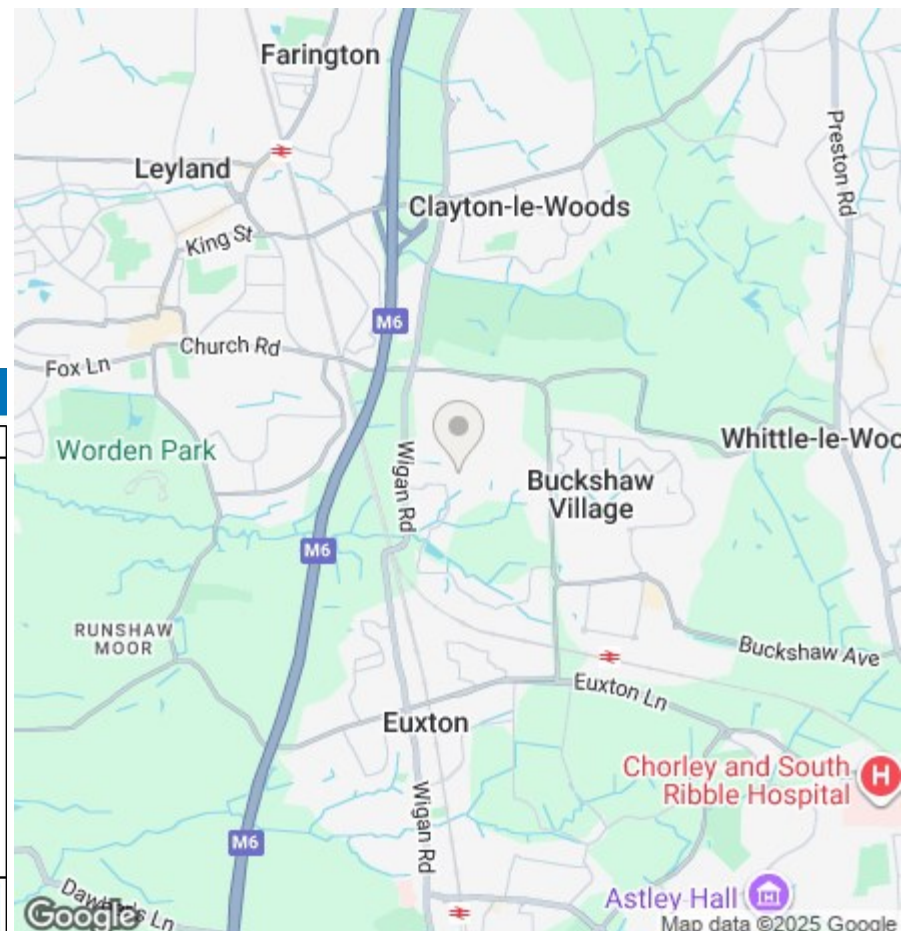 Farington
Leyland
Clayton-le-Woods
King St
Preston Rd
M6
Church Rd
Fox Ln
Worden Park
Wigan Rd
Whittle-le-Woo
Buckshaw
Village
M6
RUNSHAW
MOOR
Buckshaw Ave
Euxton Ln
Euxton
Chorley and South
Ribble Hospital
H
Wigan Rd
M6
Astley Hall
Google
Map data ©2025 Google